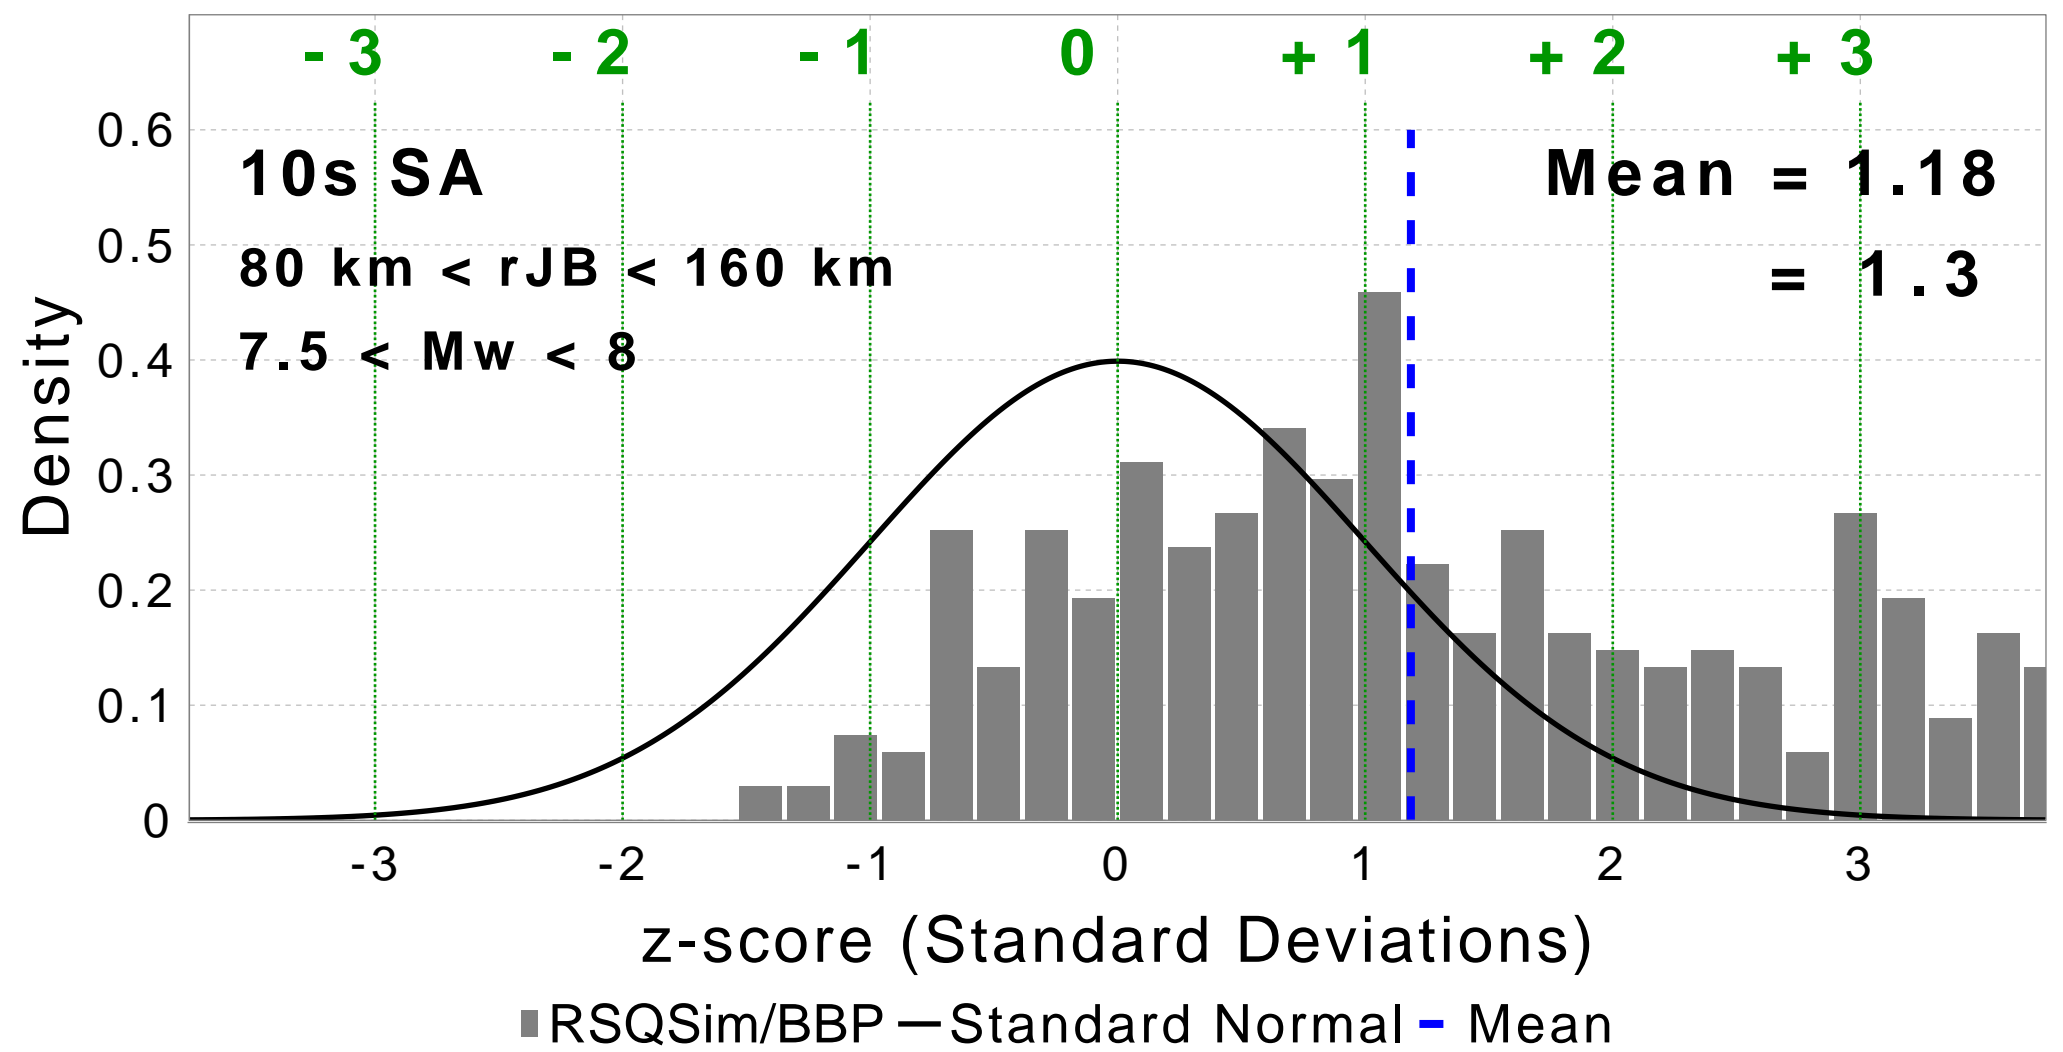 - 3 - 2 - 1 0 + 1 + 2 + 3
0.6
10s SA
Mean = 1.18
0.5
80 km < rJB < 160 km
= 1.3
0.4
7.5 < Mw < 8
Density
0.3
0.2
0.1
0
-3 -2 -1 0 1 2 3
z-score (Standard Deviations)
RSQSim/BBP Standard Normal Mean